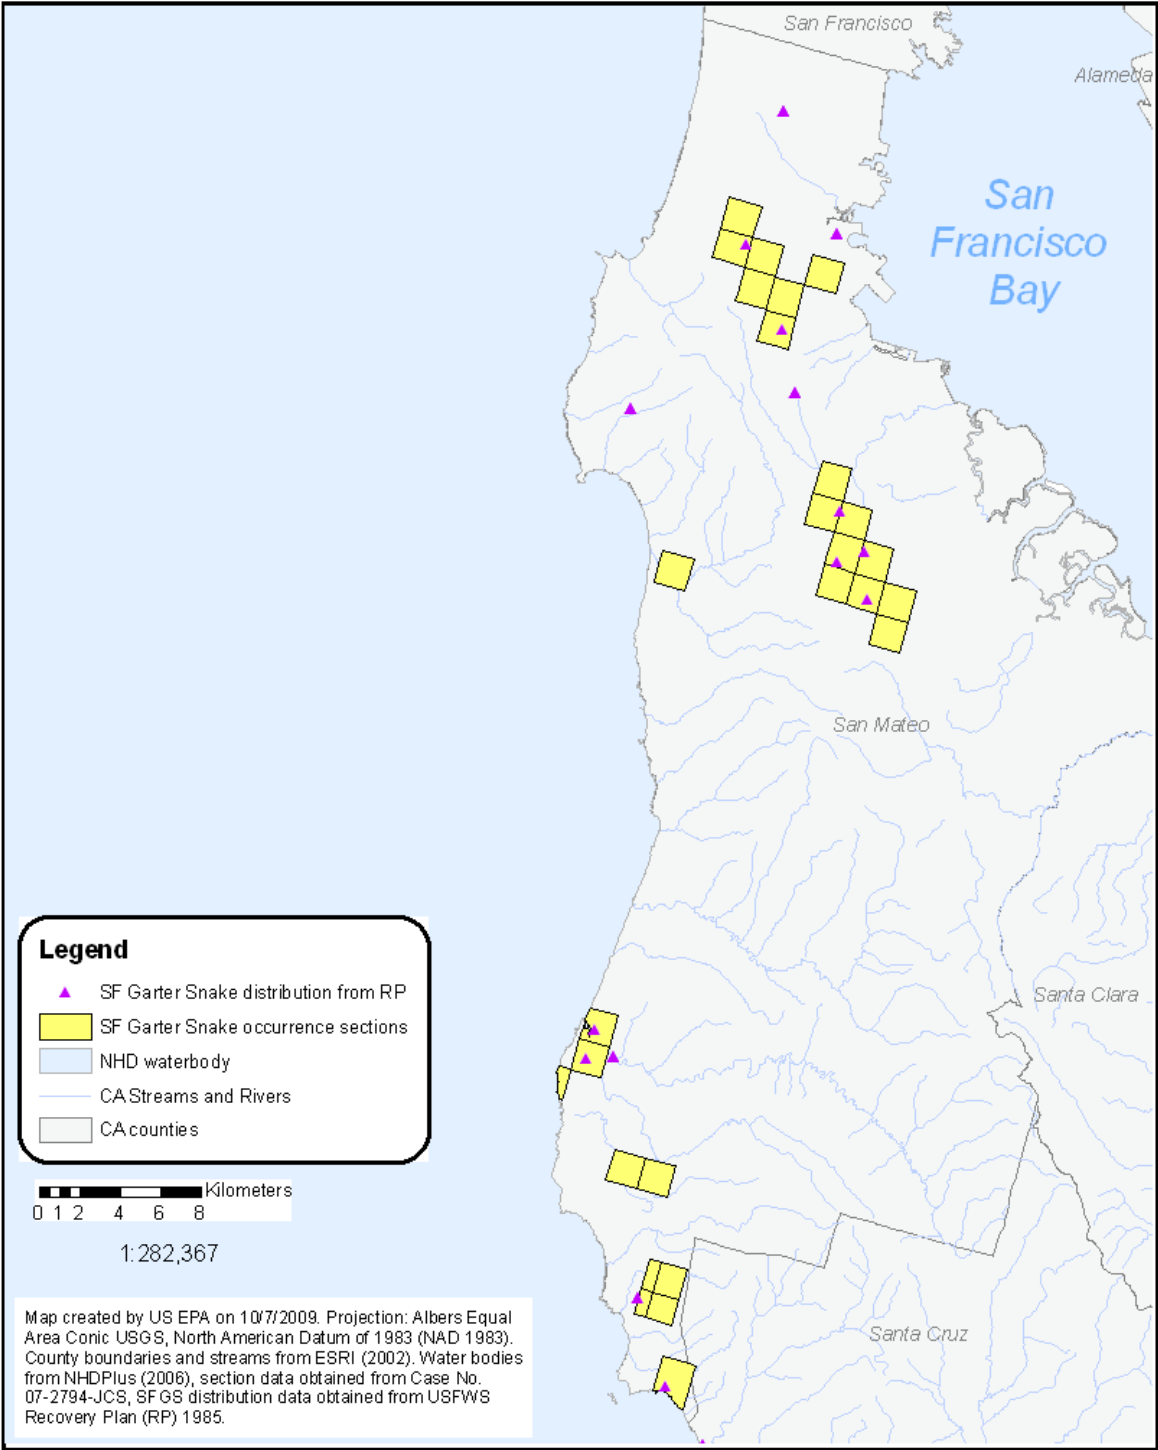 San Francisco
Alameda
San
Francisco
Bay
San Mateo
Santa Clara
Santa Cruz
Legend
SF Garter Snake distribution from RP
SF Garter Snake occurrence sections
NHD waterbody
CA Streams and Rivers
CA counties
Kilometers
0 1 2 4 6 8
1:282,367
Map created by US EPA on 10/7/2009. Projection: Albers Equal
Area Conic USGS, North American Datum of 1983 (NAD 1983).
County boundaries and streams from ESRI (2002). Water bodies
from NHDPlus (2006), section data obtained from Case No.
07-2794-JCS, SFGS distribution data obtained from USFWS
Recovery Plan (RP) 1985.